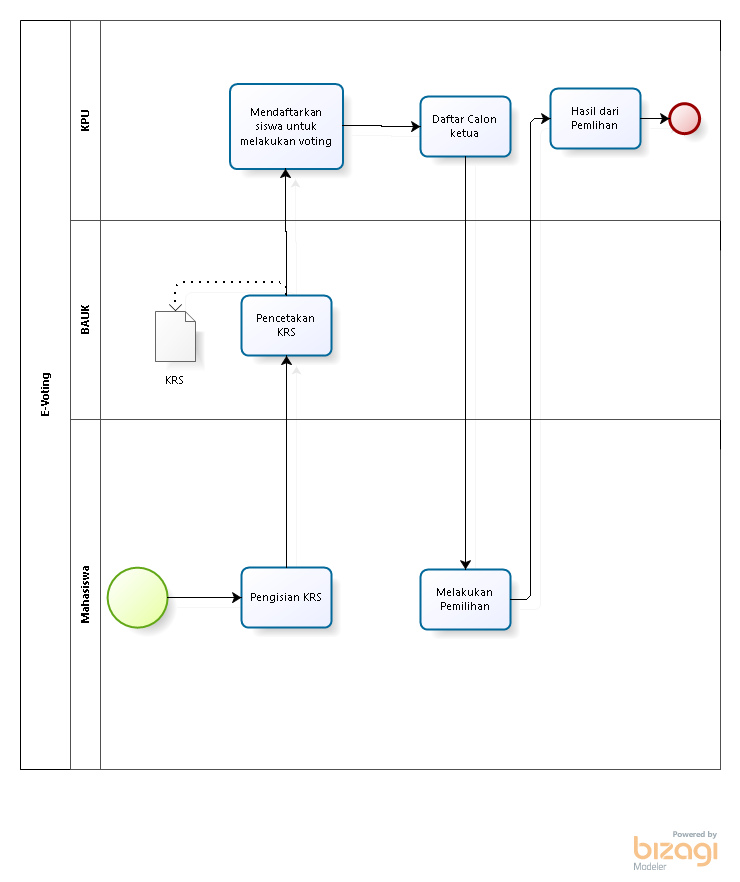 E-Voting
KPU
Mendaftarkan
siswa untuk
melakukan voting
Daftar Calon
ketua
Hasil dari
Pemlihan
BAUK
Pencetakan
KRS
KRS
Mahasiswa
Pengisian KRS
Melakukan
Pemilihan
Powered by
bizagi
Modeler